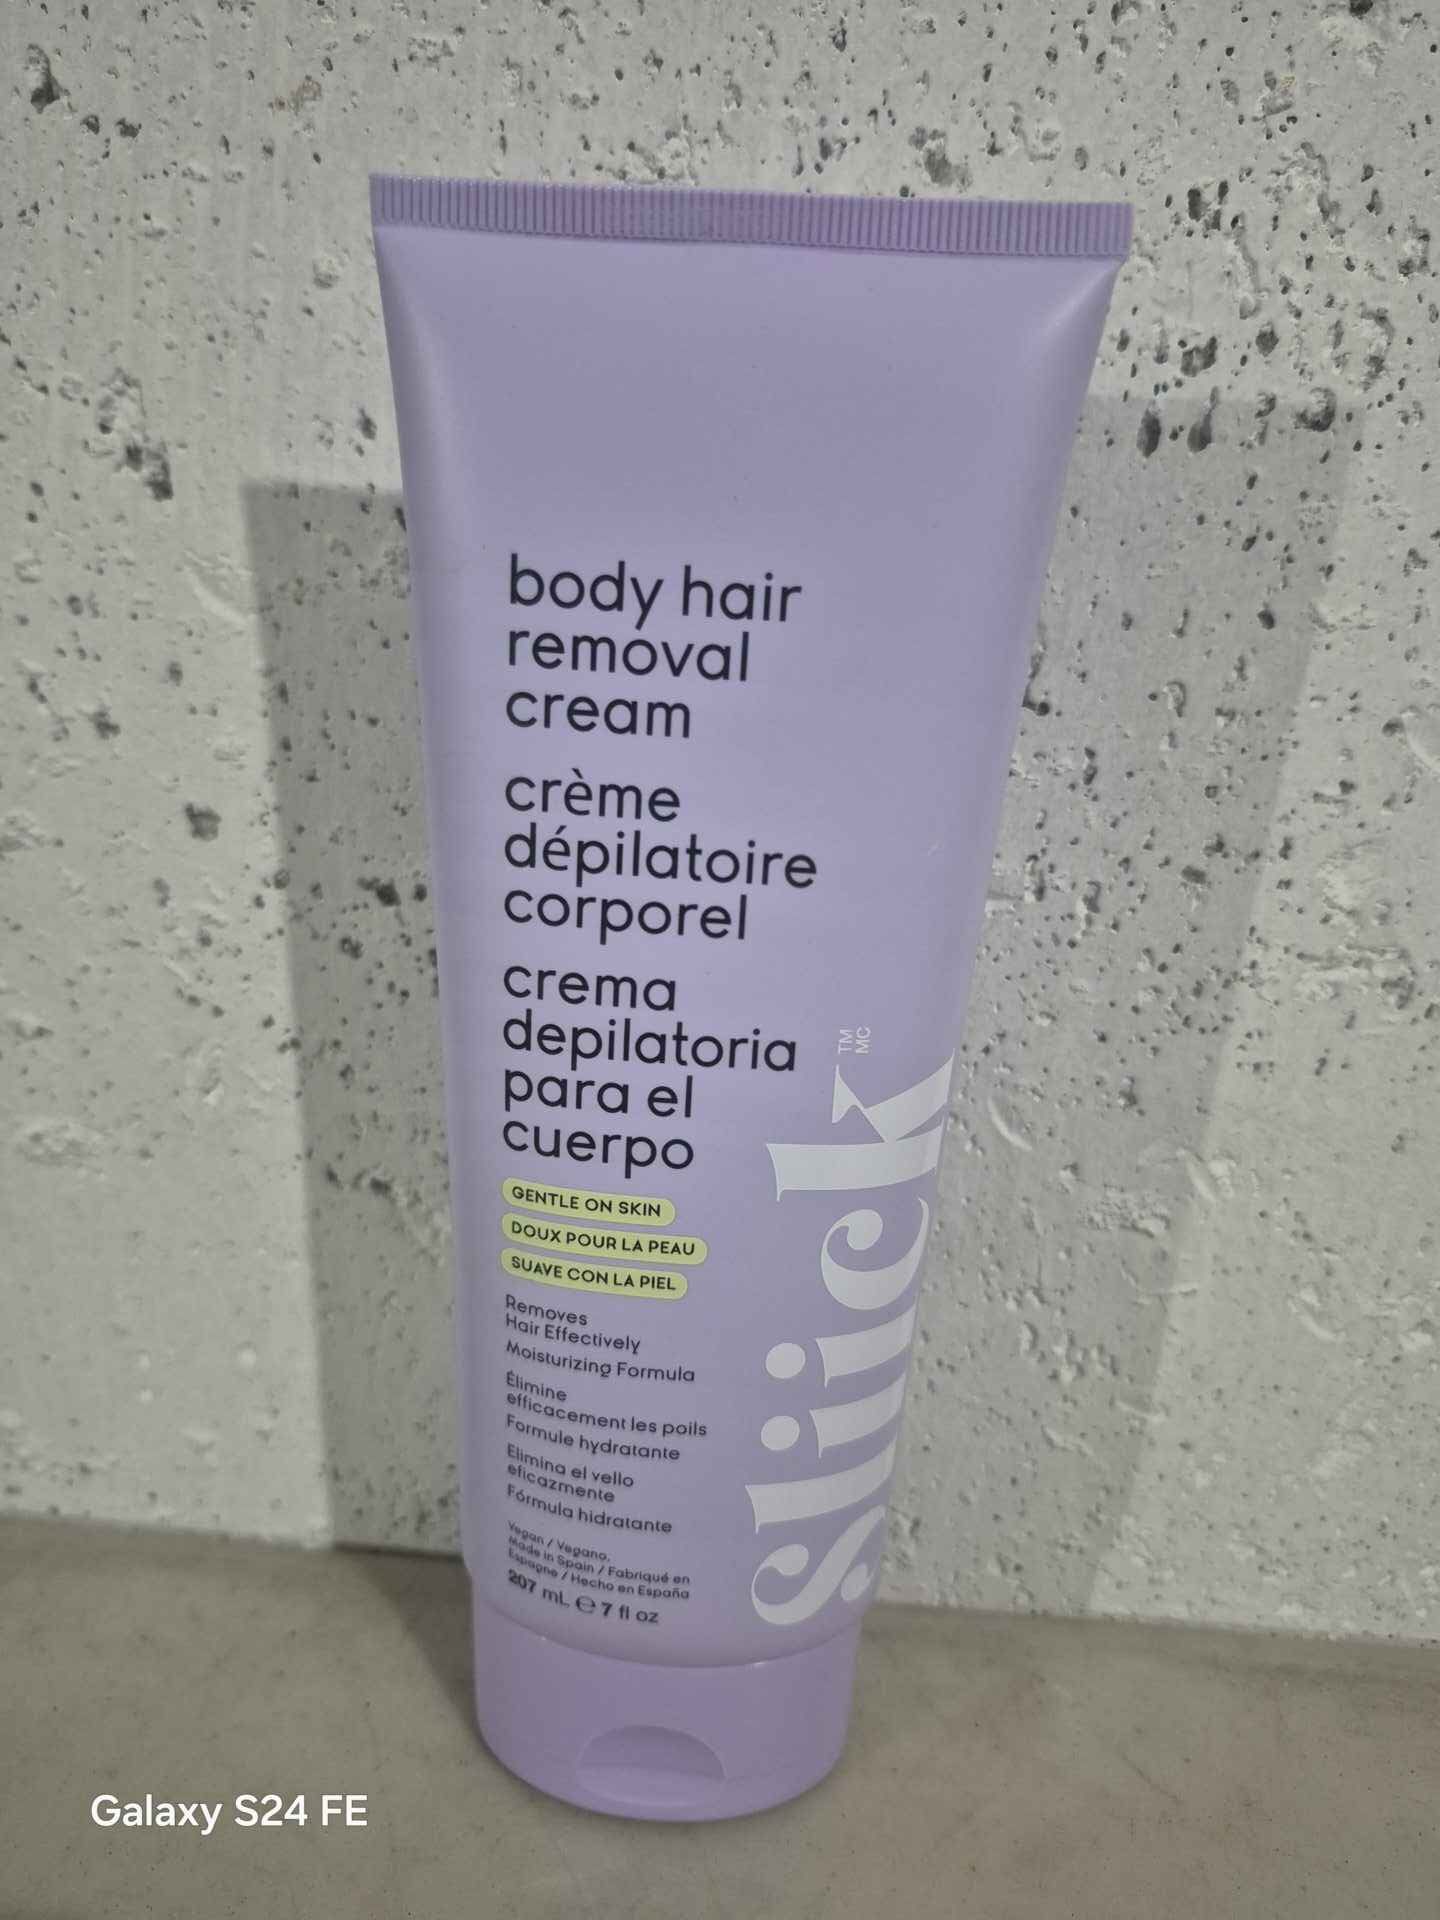 body hair
removal
cream
crème
dépilatoire
corporel
crema
depilatoria
para el
cuerpo
GENTLE ON SKIN
DOUX POUR LA PEAU
SUAVE CON LA PIEL
Removes
Hair Effectively
Moisturizing Formula
Élimine
efficacement les poils
Formule hydratante
Elimina el vello
eficazmente
Fórmula hidratante
Vegan / Vegano.
Made in Spain / Fabriqué en
Espagne / Hecho en España
207 mL ℮ 7 fl oz
Slick
TM
MC
Galaxy S24 FE